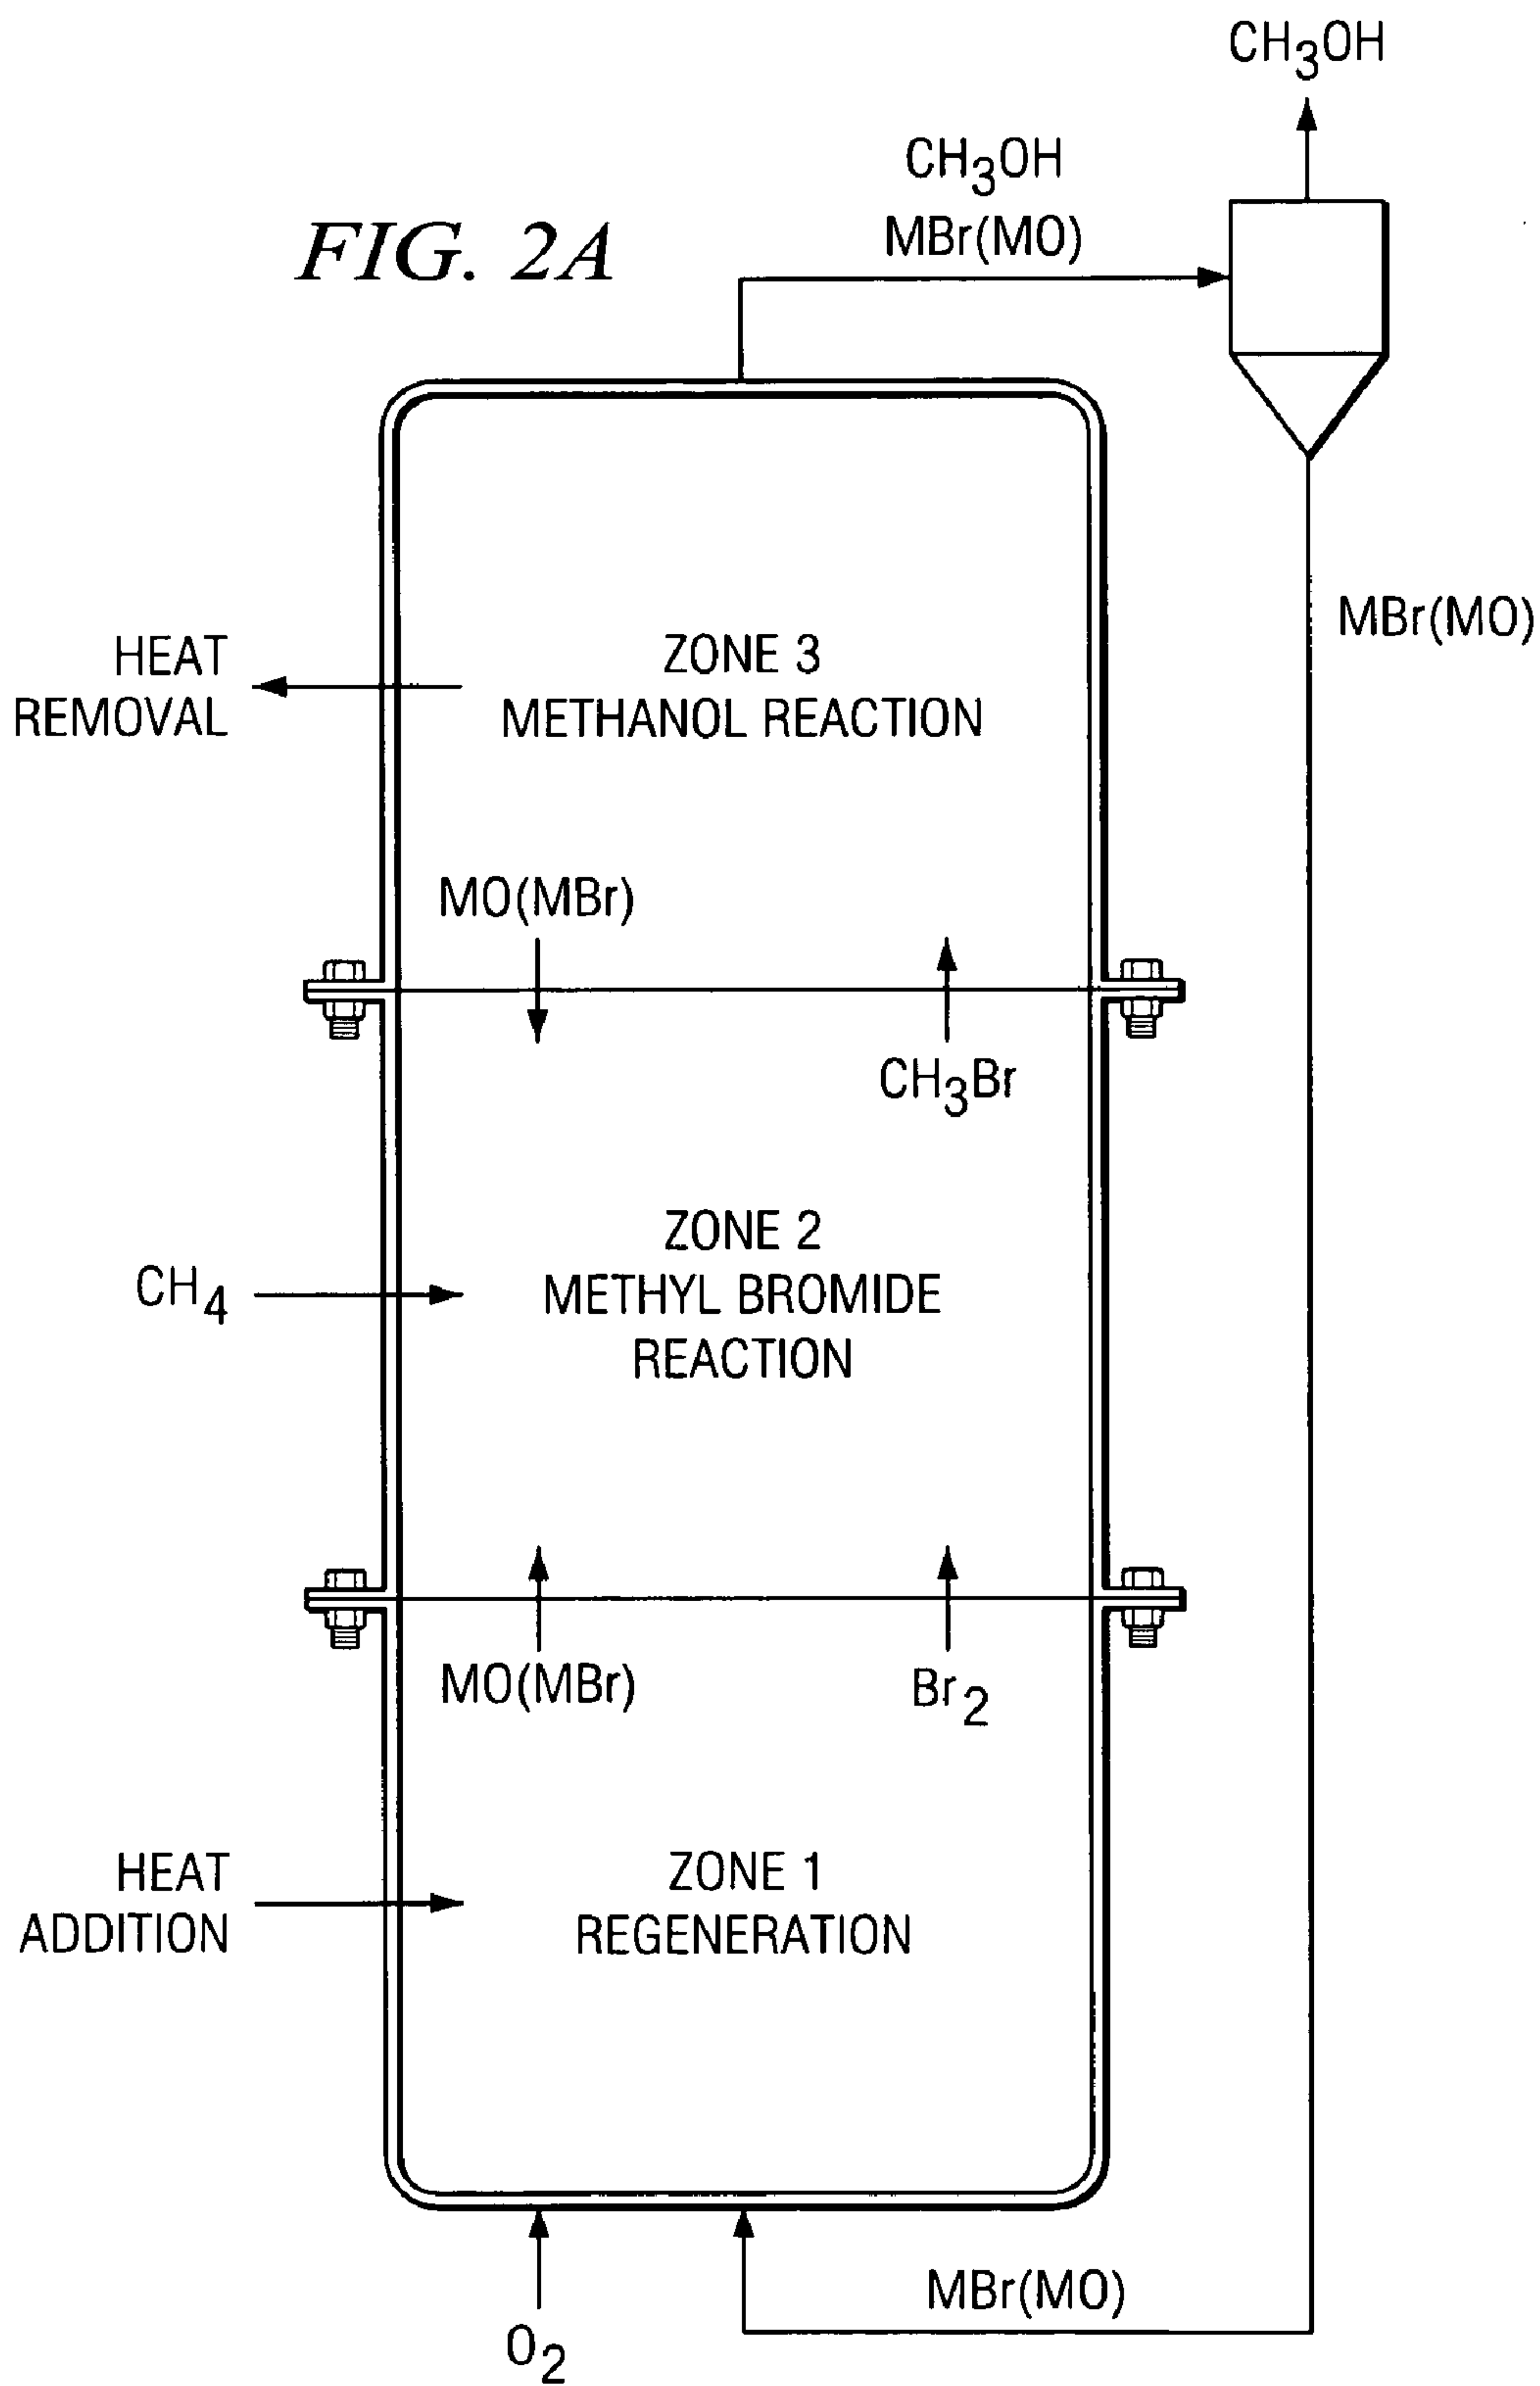 CH3OH
CH3OH
MBr(MO)
FIG. 2A
MBr(MO)
HEAT
REMOVAL
ZONE 3
METHANOL REACTION
MO(MBr)
CH3Br
CH4
ZONE 2
METHYL BROMIDE
REACTION
MO(MBr)
Br2
HEAT
ADDITION
ZONE 1
REGENERATION
MBr(MO)
O2